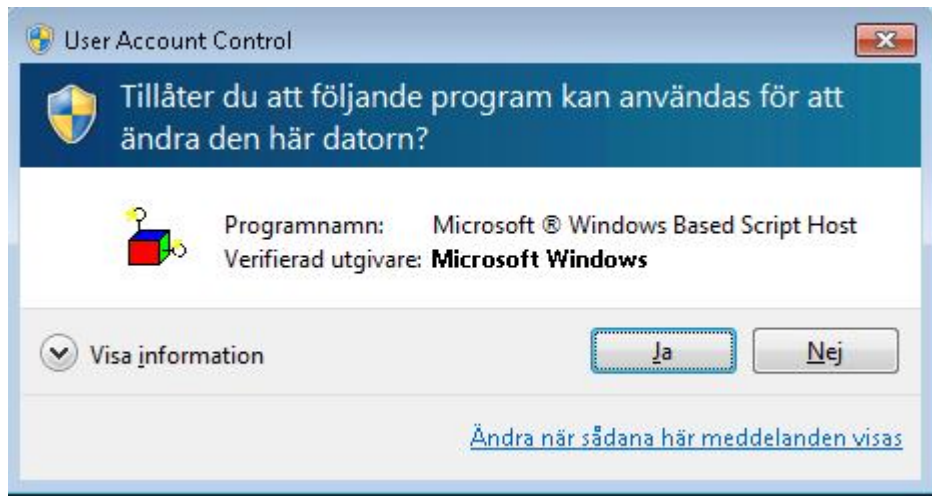 User Account Control
Tillåter du att följande program kan användas för att
ändra den här datorn?
Programnamn: Microsoft ® Windows Based Script Host
Verifierad utgivare: Microsoft Windows
Visa information
Ja
Nej
Ändra när sådana här meddelanden visas